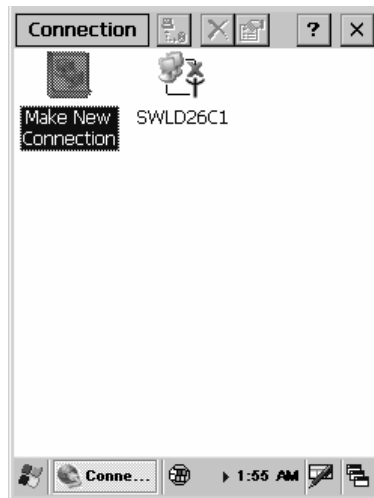 Connection ? ×
Make New
Connection
SWLD26C1
Conne...
1:55 AM